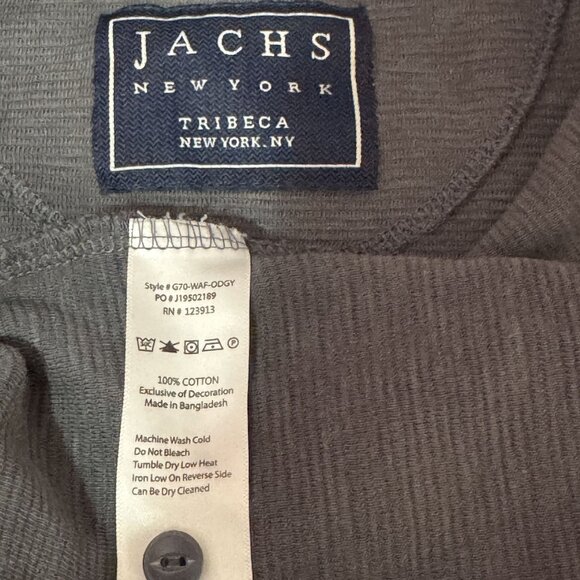 JACHS
NEW YORK
TRIBECA
NEW YORK. NY
Style # G70-WAF-ODGY
PO # J19502189
RN # 123913
100% COTTON
Exclusive of Decoration
Made in Bangladesh
Machine Wash Cold
Do Not Bleach
Tumble Dry Low Heat
Iron Low On Reverse Side
Can Be Dry Cleaned